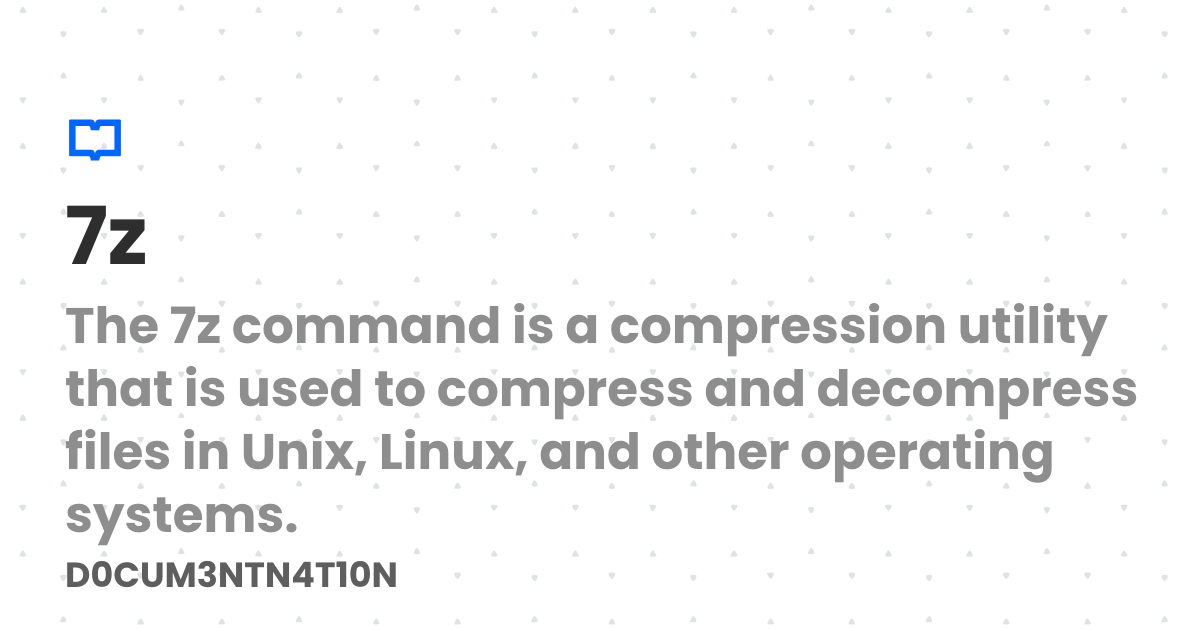 7z
The 7z command is a compression utility
that is used to compress and decompress
files in Unix, Linux, and other operating
systems.
D0CUM3NTN4T10N